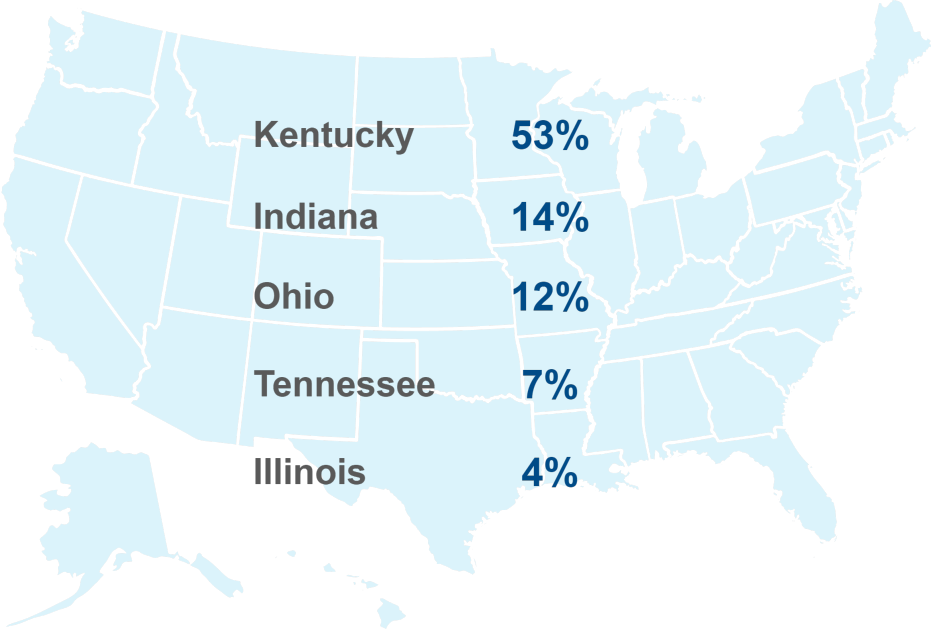 Kentucky 53%
Indiana 14%
Ohio 12%
Tennessee 7%
Illinois 4%